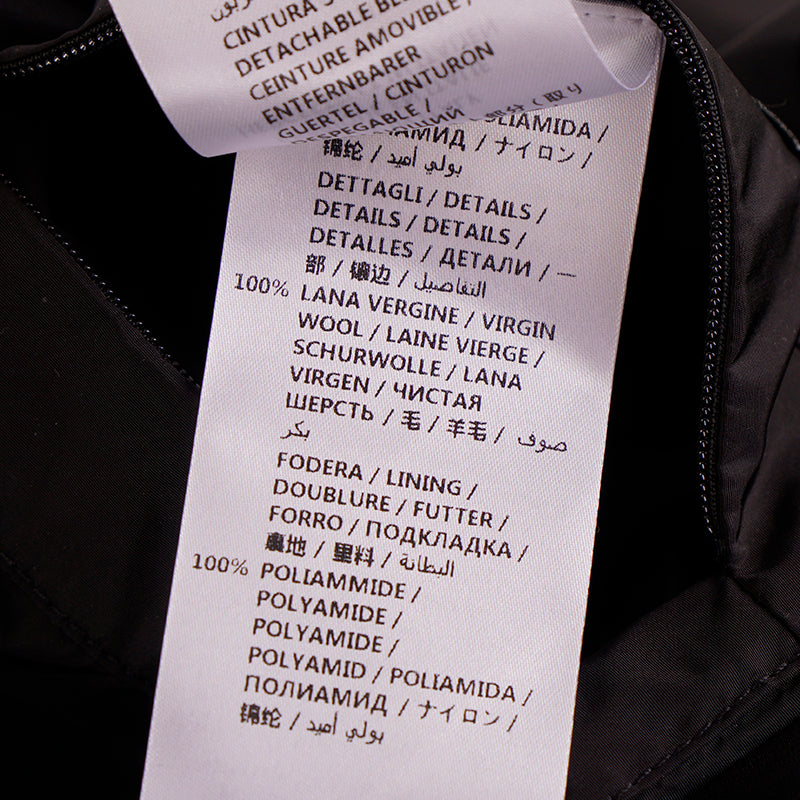 CINTURA
DETACHABLE
CEINTURE AMOVIBLE /
ENTFERNBARER
GUERTEL / CINTURÓN
DESPEGABLE /
POLIAMIDA /
/ ナイロン /
锦纶 / بولي أميد
DETTAGLI / DETAILS /
DETAILS / DETAILS /
DETALLES / ДЕТАЛИ / 一
部 / 镶边 / التفاصيل
100% LANA VERGINE / VIRGIN
WOOL / LAINE VIERGE /
SCHURWOLLE / LANA
VIRGEN / ЧИСТАЯ
ШЕРСТЬ / 毛 / 羊毛 / صوف
بكر
FODERA / LINING /
DOUBLURE / FUTTER /
FORRO / ПОДКЛАДКА /
裏地 / 里料 / البطانة
100% POLIAMMIDE /
POLYAMIDE /
POLYAMIDE /
POLYAMID / POLIAMIDA /
ПОЛИАМИД / ナイロン /
锦纶 / بولي أميد